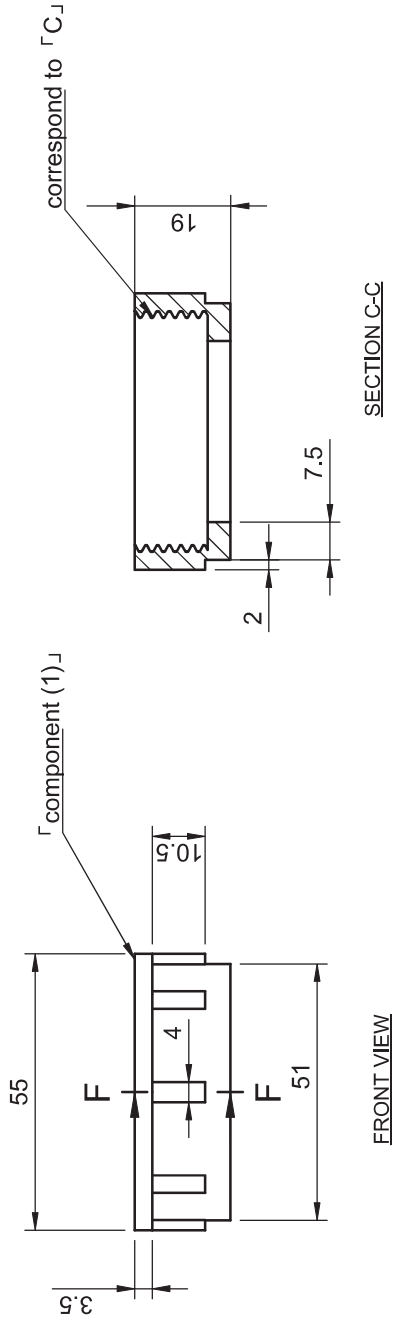 「component (1)」
55
3.5
F
4
10.5
F
51
FRONT VIEW
correspond to「C」
19
7.5
2
SECTION C-C